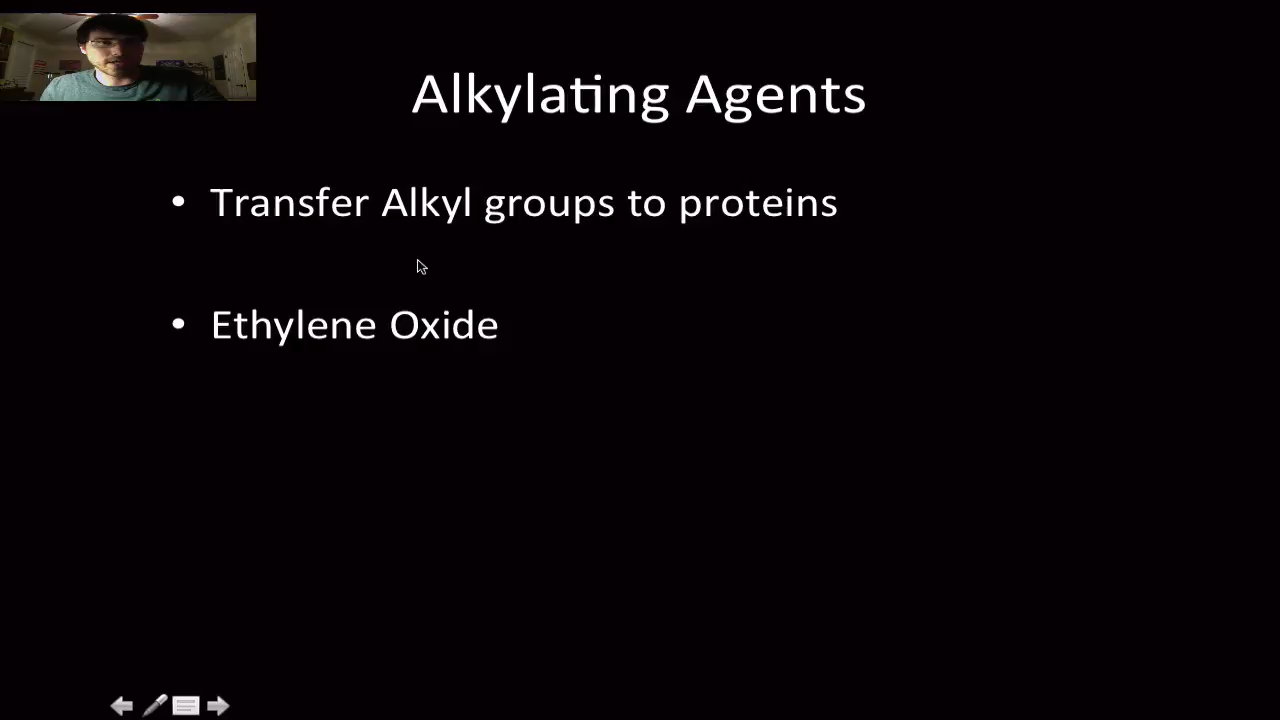 Alkylating Agents
• Transfer Alkyl groups to proteins
• Ethylene Oxide